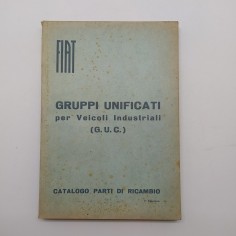 FIAT
GRUPPI UNIFICATI
per Veicoli Industriali
(G. U. C.)
CATALOGO PARTI DI RICAMBIO